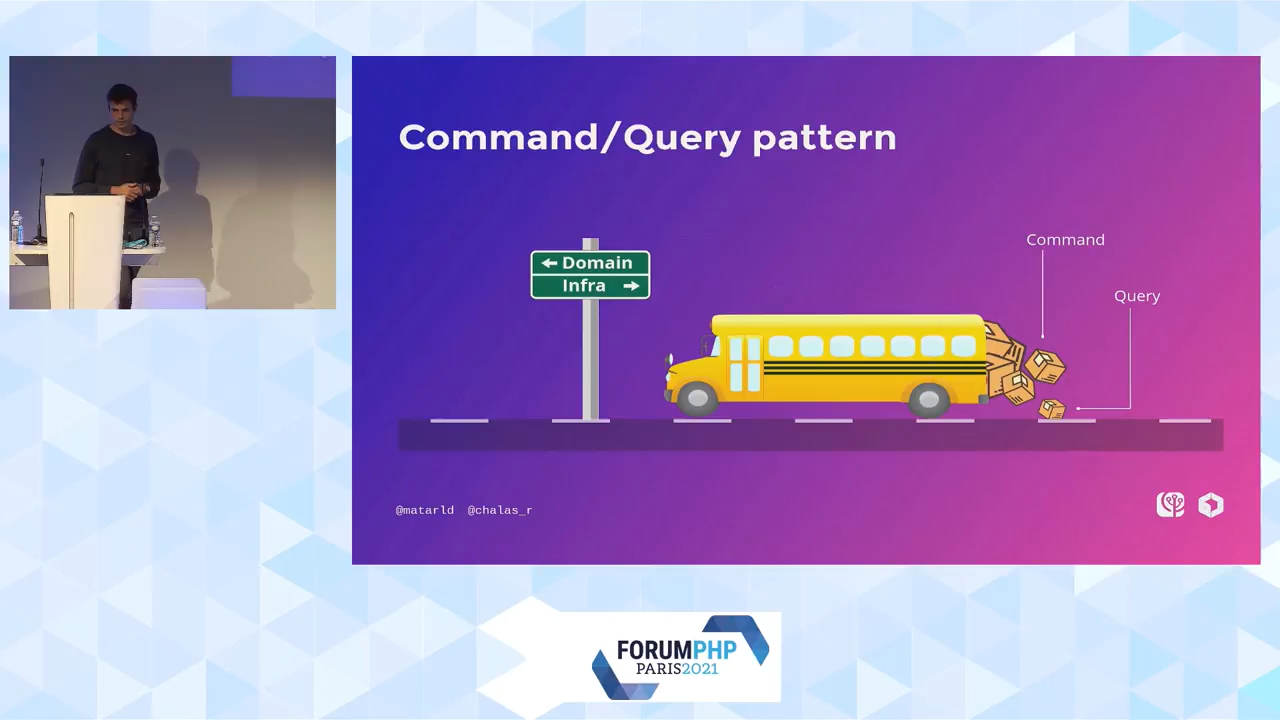 Command/Query pattern
Command
Domain
Infra
Query
@matarld @chalas_r
FORUMPHP
PARIS2021